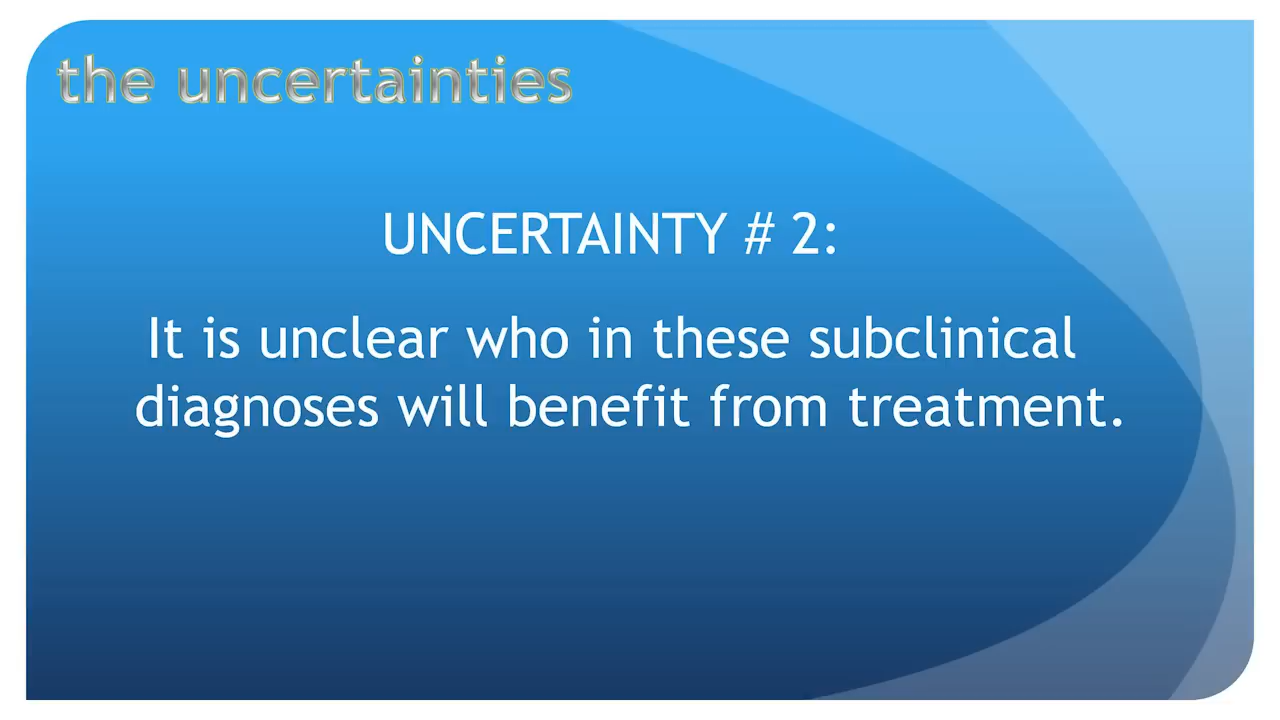 the uncertainties
UNCERTAINTY # 2:
It is unclear who in these subclinical
diagnoses will benefit from treatment.